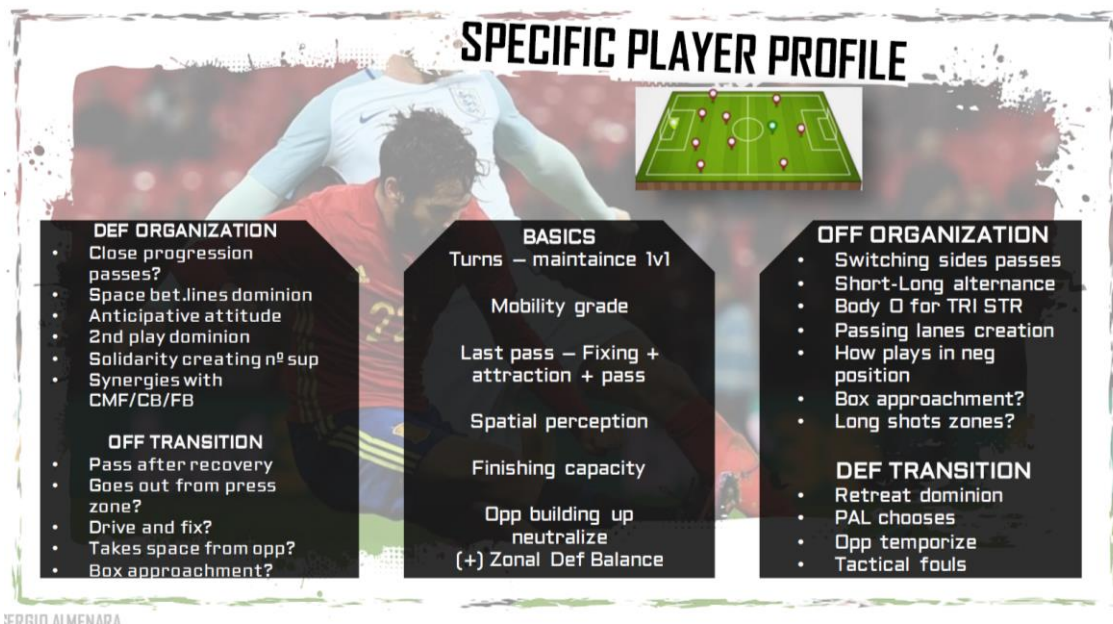 SPECIFIC PLAYER PROFILE
DEF ORGANIZATION
• Close progression
passes?
• Space bet.lines dominion
• Anticipative attitude
• 2nd play dominion
• Solidarity creating nº sup
• Synergies with
CMF/CB/FB
OFF TRANSITION
• Pass after recovery
• Goes out from press
zone?
• Drive and fix?
• Takes space from opp?
• Box approachment?
BASICS
Turns – maintaince 1v1
Mobility grade
Last pass – Fixing +
attraction + pass
Spatial perception
Finishing capacity
Opp building up
neutralize
(+) Zonal Def Balance
OFF ORGANIZATION
• Switching sides passes
• Short-Long alternance
• Body O for TRI STR
• Passing lanes creation
• How plays in neg
position
• Box approachment?
• Long shots zones?
DEF TRANSITION
• Retreat dominion
• PAL chooses
• Opp temporize
• Tactical fouls
SERGIO ALMENARA